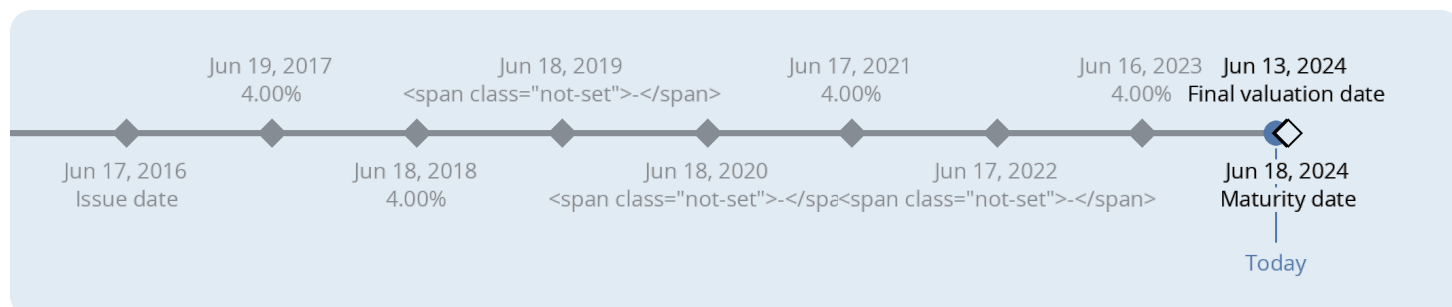 Jun 19, 2017
4.00%
Jun 18, 2019
<span class="not-set">-</span>
Jun 17, 2021
4.00%
Jun 16, 2023
4.00%
Jun 13, 2024
Final valuation date
Jun 17, 2016
Issue date
Jun 18, 2018
4.00%
Jun 18, 2020
<span class="not-set">-</spa
Jun 17, 2022
<span class="not-set">-</span>
Jun 18, 2024
Maturity date
Today